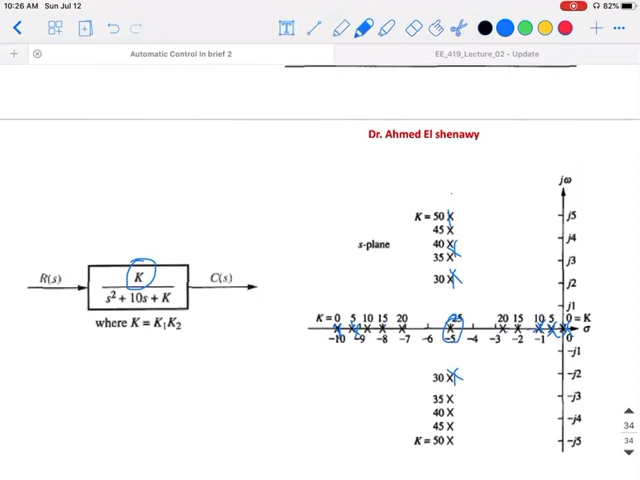 10:26 AM Sun Jul 12
82%
Automatic Control In brief 2
EE_419_Lecture_02 - Update
Dr. Ahmed El shenawy
R(s)
K
s² + 10s + K
C(s)
where K = K₁K₂
s-plane
jω
K = 50 X
45 X
40 X
35 X
30 X
j5
j4
j3
j2
j1
K = 0 5 10 15 20 25 20 15 10 5 0 = K
-10 -9 -8 -7 -6 -5 -4 -3 -2 -1 0 σ
-j1
-j2
-j3
-j4
-j5
30 X
35 X
40 X
45 X
K = 50 X
34
34